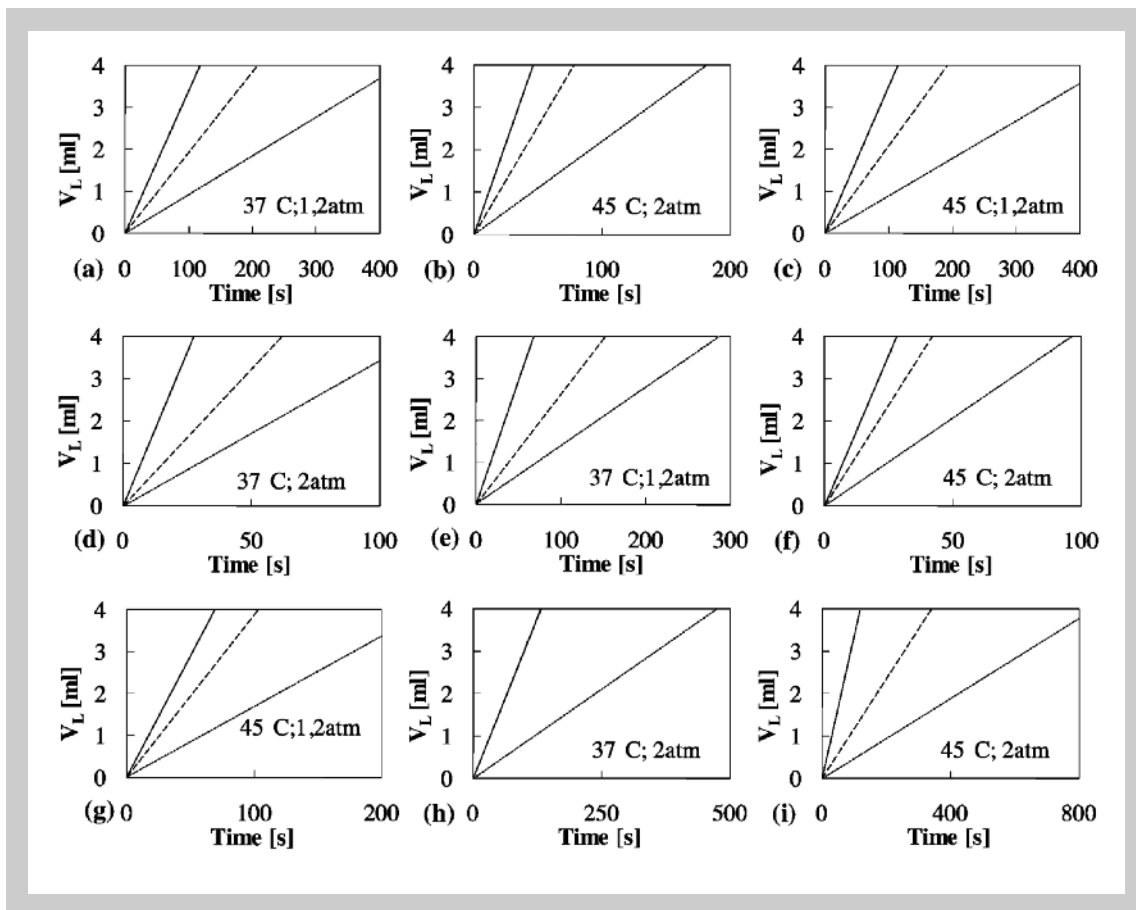 4
3
2
1
0
V_L [ml]
37 C;1,2atm
(a) 0 100 200 300 400
Time [s]
4
3
2
1
0
V_L [ml]
45 C; 2atm
(b) 0 100 200
Time [s]
4
3
2
1
0
V_L [ml]
45 C;1,2atm
(c) 0 100 200 300 400
Time [s]
4
3
2
1
0
V_L [ml]
37 C; 2atm
(d) 0 50 100
Time [s]
4
3
2
1
0
V_L [ml]
37 C;1,2atm
(e) 0 100 200 300
Time [s]
4
3
2
1
0
V_L [ml]
45 C; 2atm
(f) 0 50 100
Time [s]
4
3
2
1
0
V_L [ml]
45 C;1,2atm
(g) 0 100 200
Time [s]
4
3
2
1
0
V_L [ml]
37 C; 2atm
(h) 0 250 500
Time [s]
4
3
2
1
0
V_L [ml]
45 C; 2atm
(i) 0 400 800
Time [s]